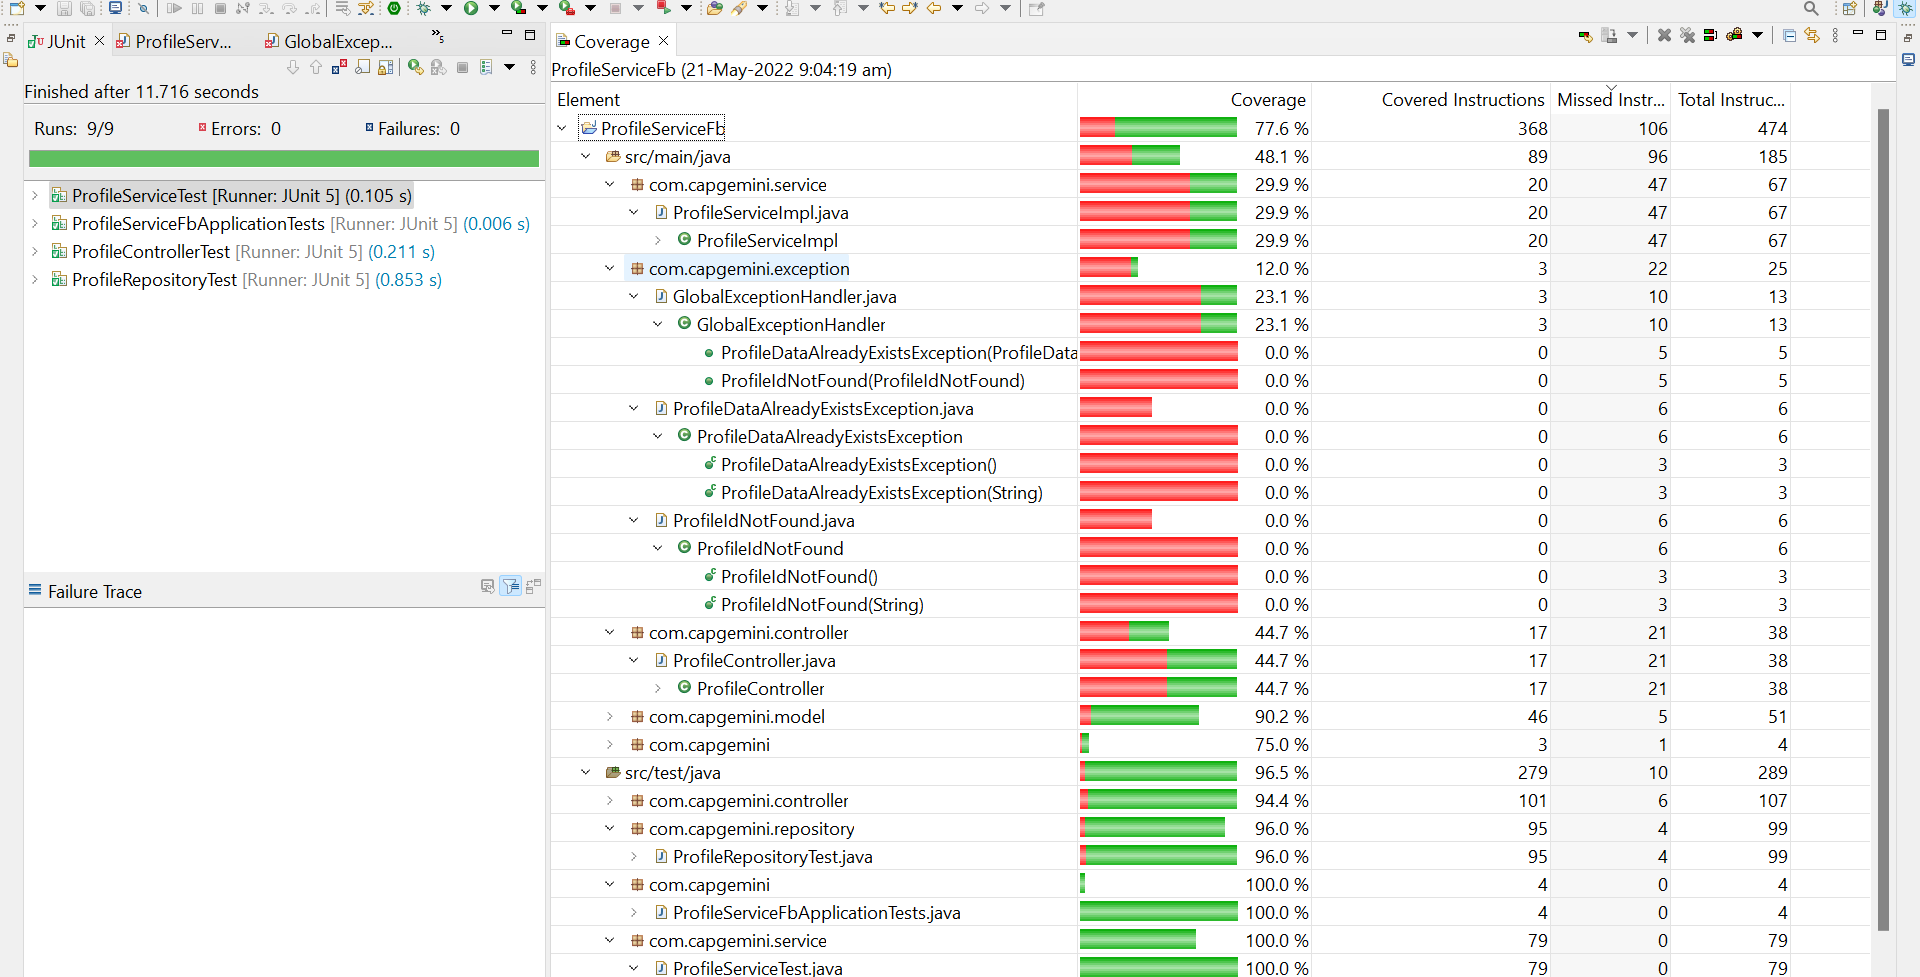 JUnit ProfileServ... GlobalExcep... »5
Finished after 11.716 seconds
Runs: 9/9 Errors: 0 Failures: 0
ProfileServiceTest [Runner: JUnit 5] (0.105 s)
ProfileServiceFbApplicationTests [Runner: JUnit 5] (0.006 s)
ProfileControllerTest [Runner: JUnit 5] (0.211 s)
ProfileRepositoryTest [Runner: JUnit 5] (0.853 s)
Failure Trace
Coverage
ProfileServiceFb (21-May-2022 9:04:19 am)
Element Coverage Covered Instructions Missed Instr... Total Instruc...
ProfileServiceFb 77.6 % 368 106 474
src/main/java 48.1 % 89 96 185
com.capgemini.service 29.9 % 20 47 67
ProfileServiceImpl.java 29.9 % 20 47 67
ProfileServiceImpl 29.9 % 20 47 67
com.capgemini.exception 12.0 % 3 22 25
GlobalExceptionHandler.java 23.1 % 3 10 13
GlobalExceptionHandler 23.1 % 3 10 13
ProfileDataAlreadyExistsException(ProfileData 0.0 % 0 5 5
ProfileIdNotFound(ProfileIdNotFound) 0.0 % 0 5 5
ProfileDataAlreadyExistsException.java 0.0 % 0 6 6
ProfileDataAlreadyExistsException 0.0 % 0 6 6
ProfileDataAlreadyExistsException() 0.0 % 0 3 3
ProfileDataAlreadyExistsException(String) 0.0 % 0 3 3
ProfileIdNotFound.java 0.0 % 0 6 6
ProfileIdNotFound 0.0 % 0 6 6
ProfileIdNotFound() 0.0 % 0 3 3
ProfileIdNotFound(String) 0.0 % 0 3 3
com.capgemini.controller 44.7 % 17 21 38
ProfileController.java 44.7 % 17 21 38
ProfileController 44.7 % 17 21 38
com.capgemini.model 90.2 % 46 5 51
com.capgemini 75.0 % 3 1 4
src/test/java 96.5 % 279 10 289
com.capgemini.controller 94.4 % 101 6 107
com.capgemini.repository 96.0 % 95 4 99
ProfileRepositoryTest.java 96.0 % 95 4 99
com.capgemini 100.0 % 4 0 4
ProfileServiceFbApplicationTests.java 100.0 % 4 0 4
com.capgemini.service 100.0 % 79 0 79
ProfileServiceTest.java 100.0 % 79 0 79